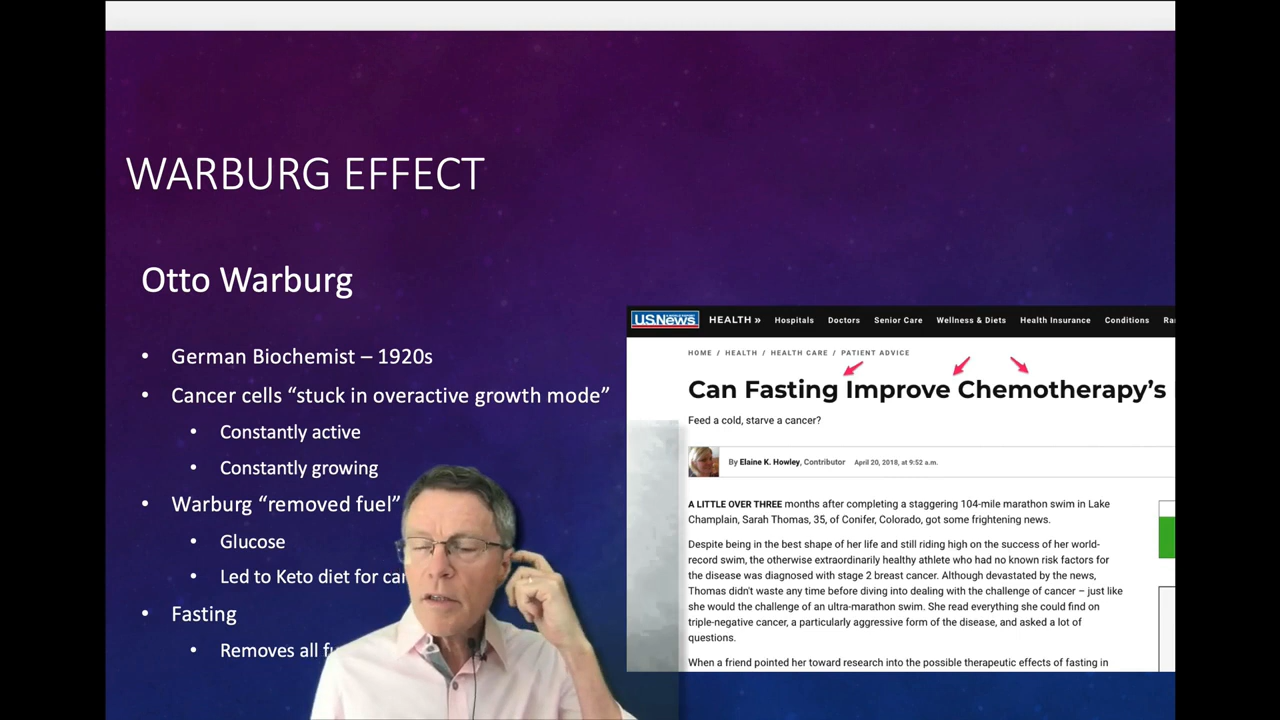 WARBURG EFFECT
Otto Warburg
• German Biochemist – 1920s
• Cancer cells “stuck in overactive growth mode”
• Constantly active
• Constantly growing
• Warburg “removed fuel”
• Glucose
• Led to Keto diet for
• Fasting
• Removes all
U.S.News HEALTH » Hospitals Doctors Senior Care Wellness & Diets Health Insurance Conditions
HOME / HEALTH / HEALTH CARE / PATIENT ADVICE
Can Fasting Improve Chemotherapy’s
Feed a cold, starve a cancer?
By Elaine K. Howley, Contributor April 20, 2018, at 9:52 a.m.
A LITTLE OVER THREE months after completing a staggering 104-mile marathon swim in Lake
Champlain, Sarah Thomas, 35, of Conifer, Colorado, got some frightening news.
Despite being in the best shape of her life and still riding high on the success of her world-
record swim, the otherwise extraordinarily healthy athlete who had no known risk factors for
the disease was diagnosed with stage 2 breast cancer. Although devastated by the news,
Thomas didn't waste any time before diving into dealing with the challenge of cancer – just like
she would the challenge of an ultra-marathon swim. She read everything she could find on
triple-negative cancer, a particularly aggressive form of the disease, and asked a lot of
questions.
When a friend pointed her toward research into the possible therapeutic effects of fasting in